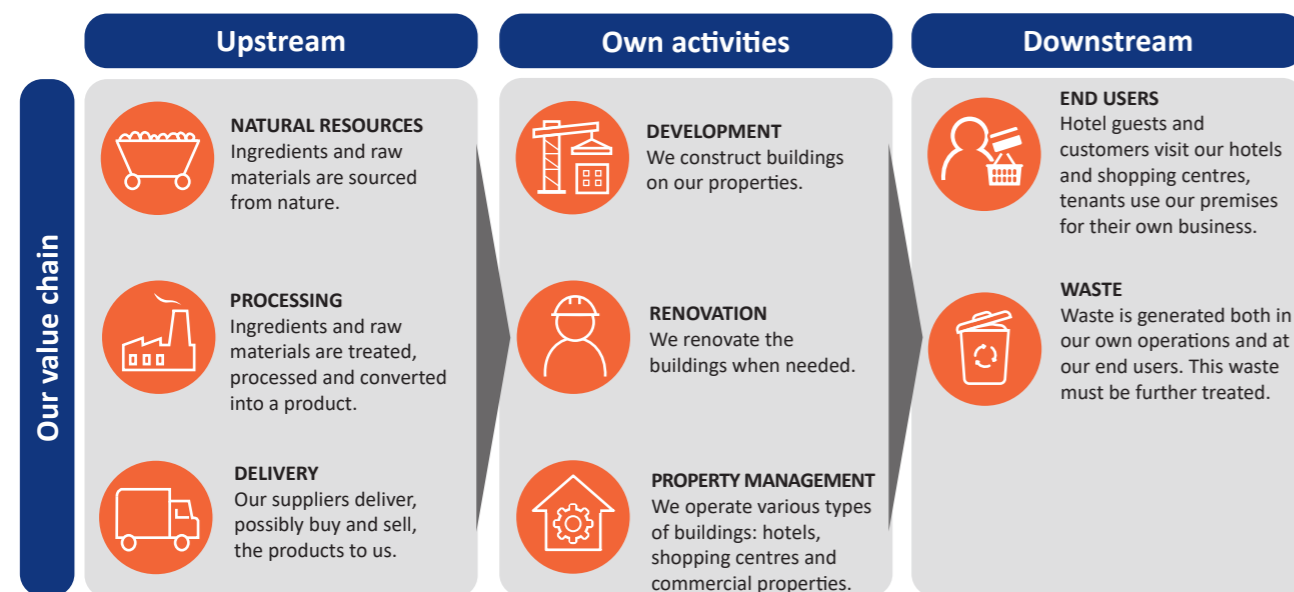 Upstream
Own activities
Downstream
Our value chain
NATURAL RESOURCES
Ingredients and raw
materials are sourced
from nature.
PROCESSING
Ingredients and raw
materials are treated,
processed and converted
into a product.
DELIVERY
Our suppliers deliver,
possibly buy and sell,
the products to us.
DEVELOPMENT
We construct buildings
on our properties.
RENOVATION
We renovate the
buildings when needed.
PROPERTY MANAGEMENT
We operate various types
of buildings: hotels,
shopping centres and
commercial properties.
END USERS
Hotel guests and
customers visit our hotels
and shopping centres,
tenants use our premises
for their own business.
WASTE
Waste is generated both in
our own operations and at
our end users. This waste
must be further treated.